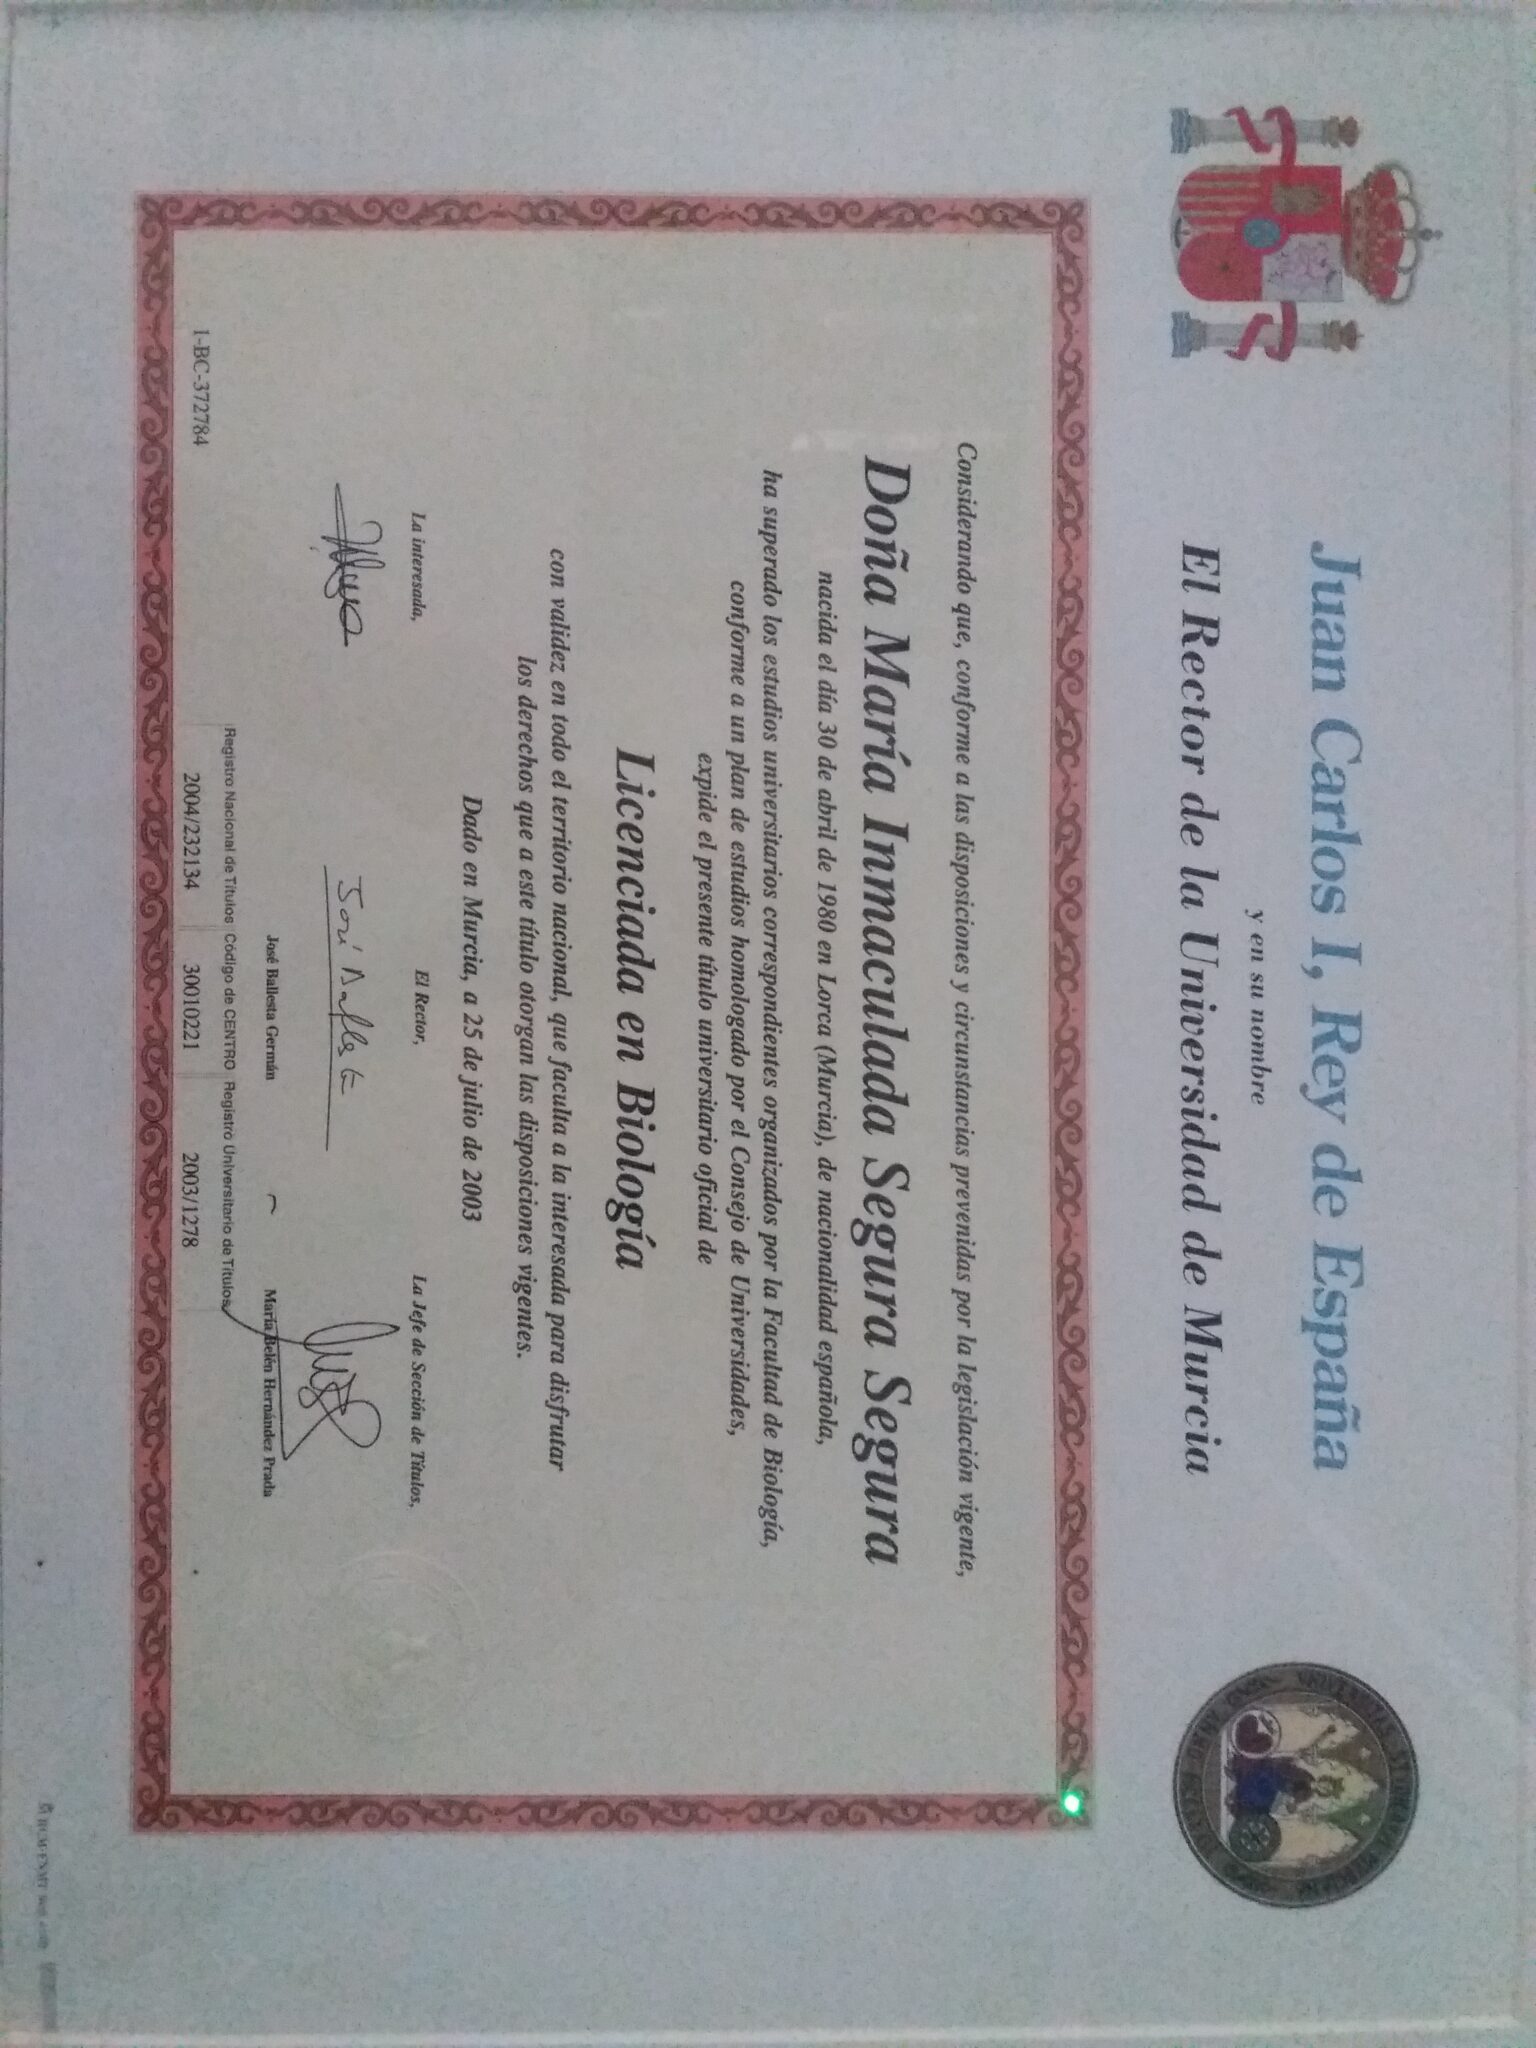 Juan Carlos I, Rey de España
y en su nombre
El Rector de la Universidad de Murcia
Considerando que, conforme a las disposiciones y circunstancias prevenidas por la legislación vigente,
Doña María Inmaculada Segura Segura
nacida el día 30 de abril de 1980 en Lorca (Murcia), de nacionalidad española,
ha superado los estudios universitarios correspondientes organizados por la Facultad de Biología,
conforme a un plan de estudios homologado por el Consejo de Universidades,
expide el presente título universitario oficial de
Licenciada en Biología
con validez en todo el territorio nacional, que faculta a la interesada para disfrutar
los derechos que a este título otorgan las disposiciones vigentes.
Dado en Murcia, a 25 de julio de 2003
La interesada, El Rector, La Jefe de Sección de Títulos,
José Ballesta Germán María Belén Hernández Prada
Registro Nacional de Títulos Código de CENTRO Registro Universitario de Títulos
1-BC-372784 2004/232134 30010221 2003/1278